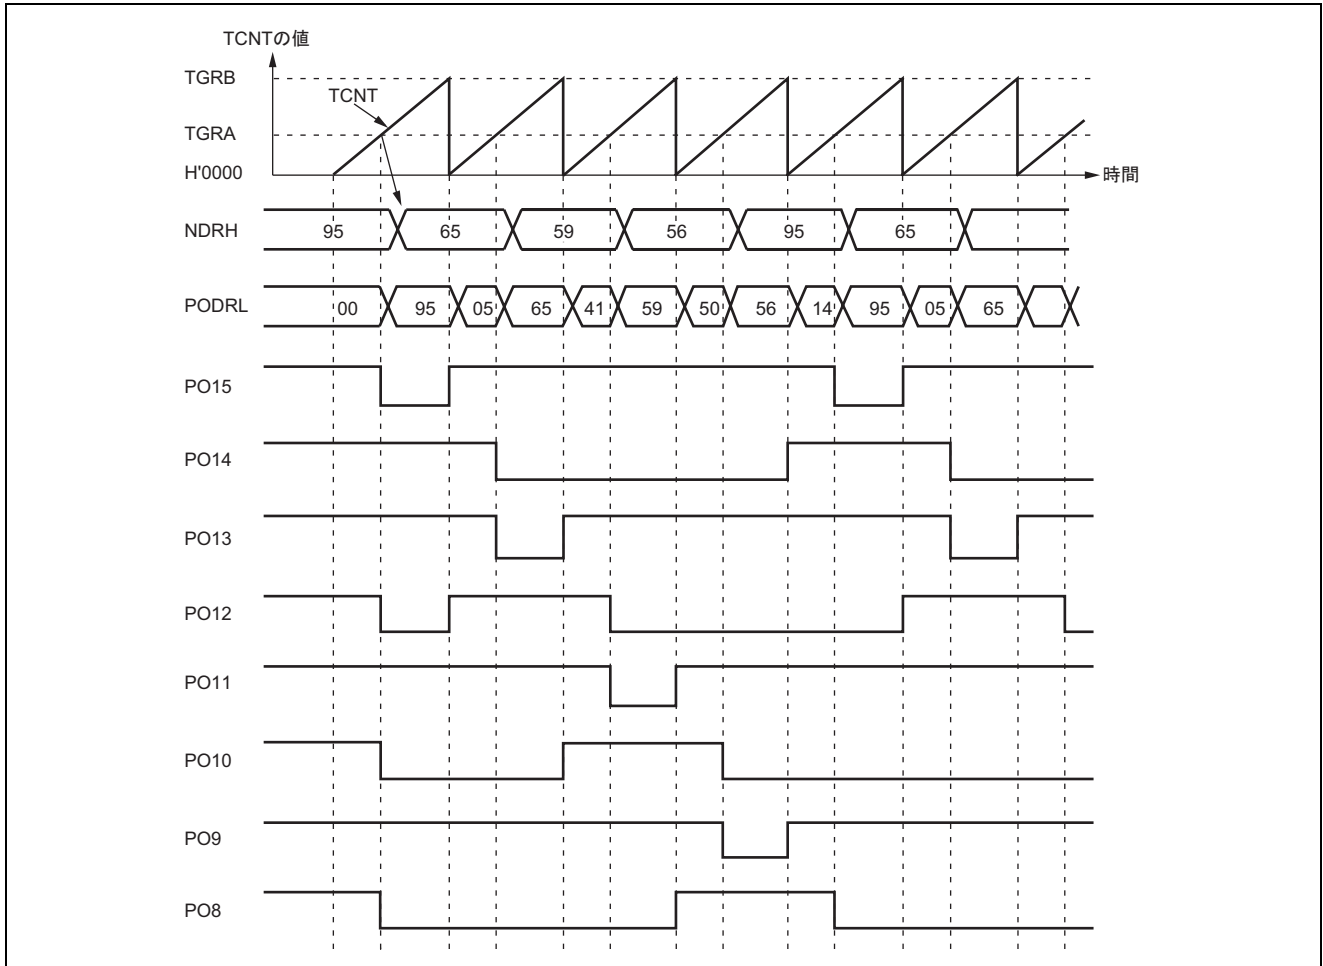 TCNTの値
TGRB
TCNT
TGRA
H'0000
時間
NDRH 95 65 59 56 95 65
PODRL 00 95 05 65 41 59 50 56 14 95 05 65
PO15
PO14
PO13
PO12
PO11
PO10
PO9
PO8